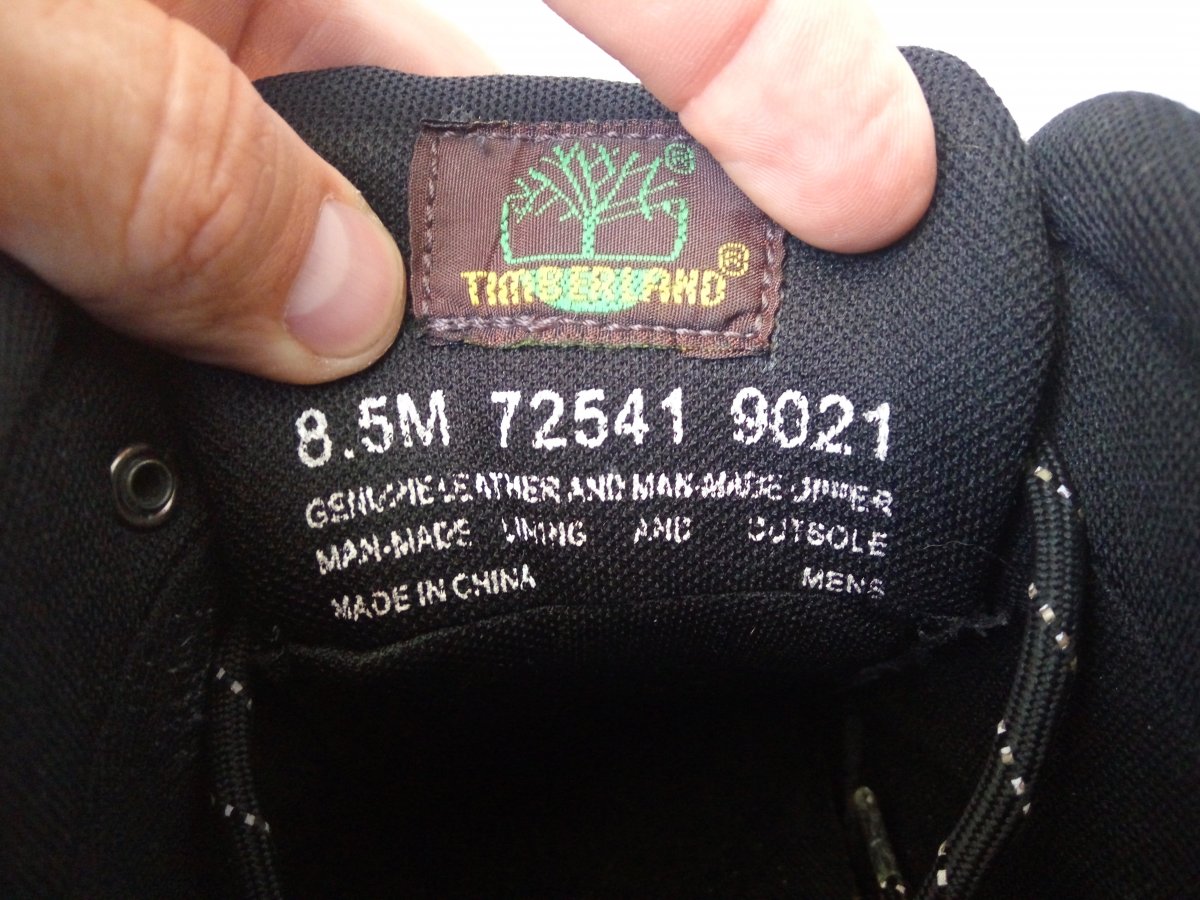 TIMBERLAND®
8.5M 72541 9021
GENUINE LEATHER AND MAN-MADE UPPER
MAN-MADE LINING AND OUTSOLE
MADE IN CHINA MENS